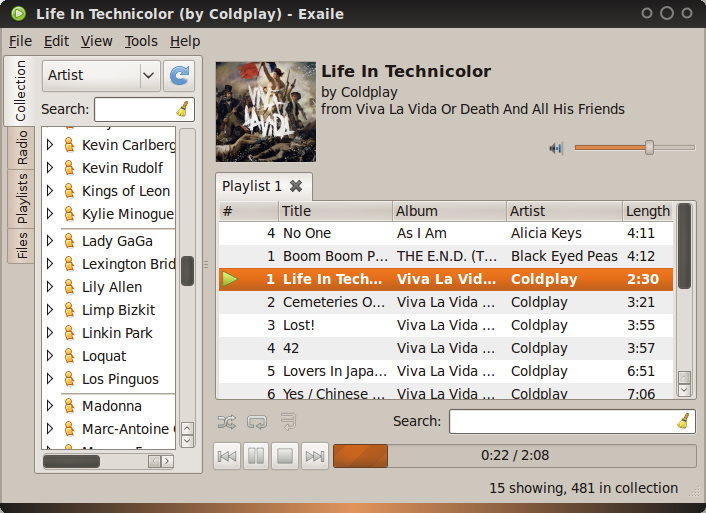 Life In Technicolor (by Coldplay) - Exaile
File Edit View Tools Help
Collection
Radio
Playlists
Files
Artist
Search:
Kevin Carlberg
Kevin Rudolf
Kings of Leon
Kylie Minogue
Lady GaGa
Lexington Brid
Lily Allen
Limp Bizkit
Linkin Park
Loquat
Los Pinguos
Madonna
Marc-Antoine
VIVA
LA VIDA
Life In Technicolor
by Coldplay
from Viva La Vida Or Death And All His Friends
Playlist 1
# Title Album Artist Length
4 No One As I Am Alicia Keys 4:11
1 Boom Boom P... THE E.N.D. (T... Black Eyed Peas 4:12
1 Life In Tech... Viva La Vid... Coldplay 2:30
2 Cemeteries O... Viva La Vida ... Coldplay 3:21
3 Lost! Viva La Vida ... Coldplay 3:55
4 42 Viva La Vida ... Coldplay 3:57
5 Lovers In Japa... Viva La Vida ... Coldplay 6:51
6 Yes / Chinese ... Viva La Vida ... Coldplay 7:06
Search:
0:22 / 2:08
15 showing, 481 in collection